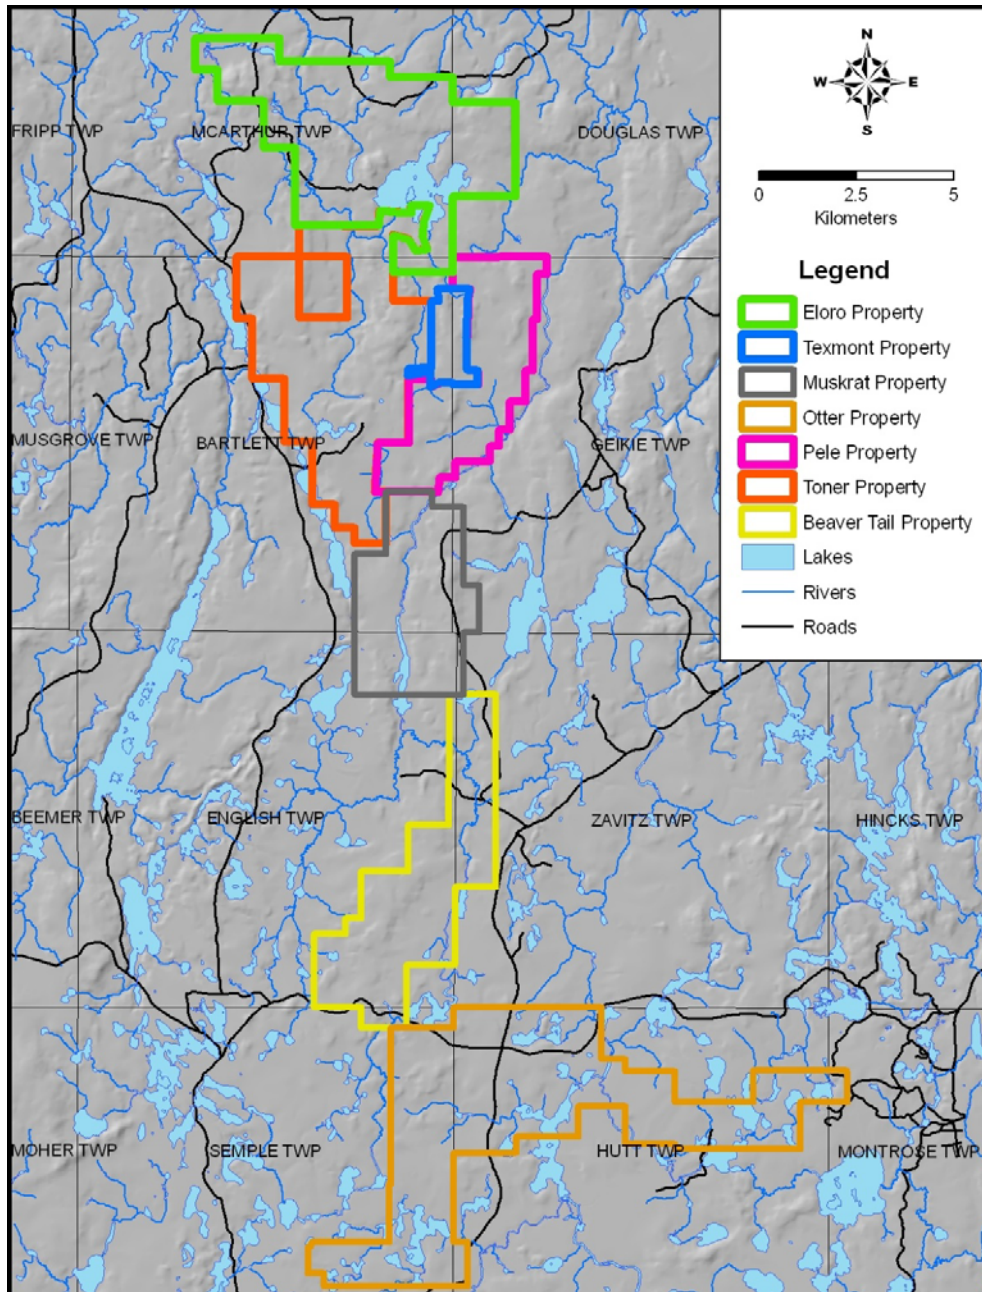 N
W E
S
0 2.5 5
Kilometers
Legend
Eloro Property
Texmont Property
Muskrat Property
Otter Property
Pele Property
Toner Property
Beaver Tail Property
Lakes
Rivers
Roads
FRIPP TWP MCARTHUR TWP DOUGLAS TWP
MUSGROVE TWP BARTLETT TWP GEIKIE TWP
BEEMER TWP ENGLISH TWP ZAVITZ TWP HINCKS TWP
MOHER TWP SEMPLE TWP HUTT TWP MONTROSE TWP